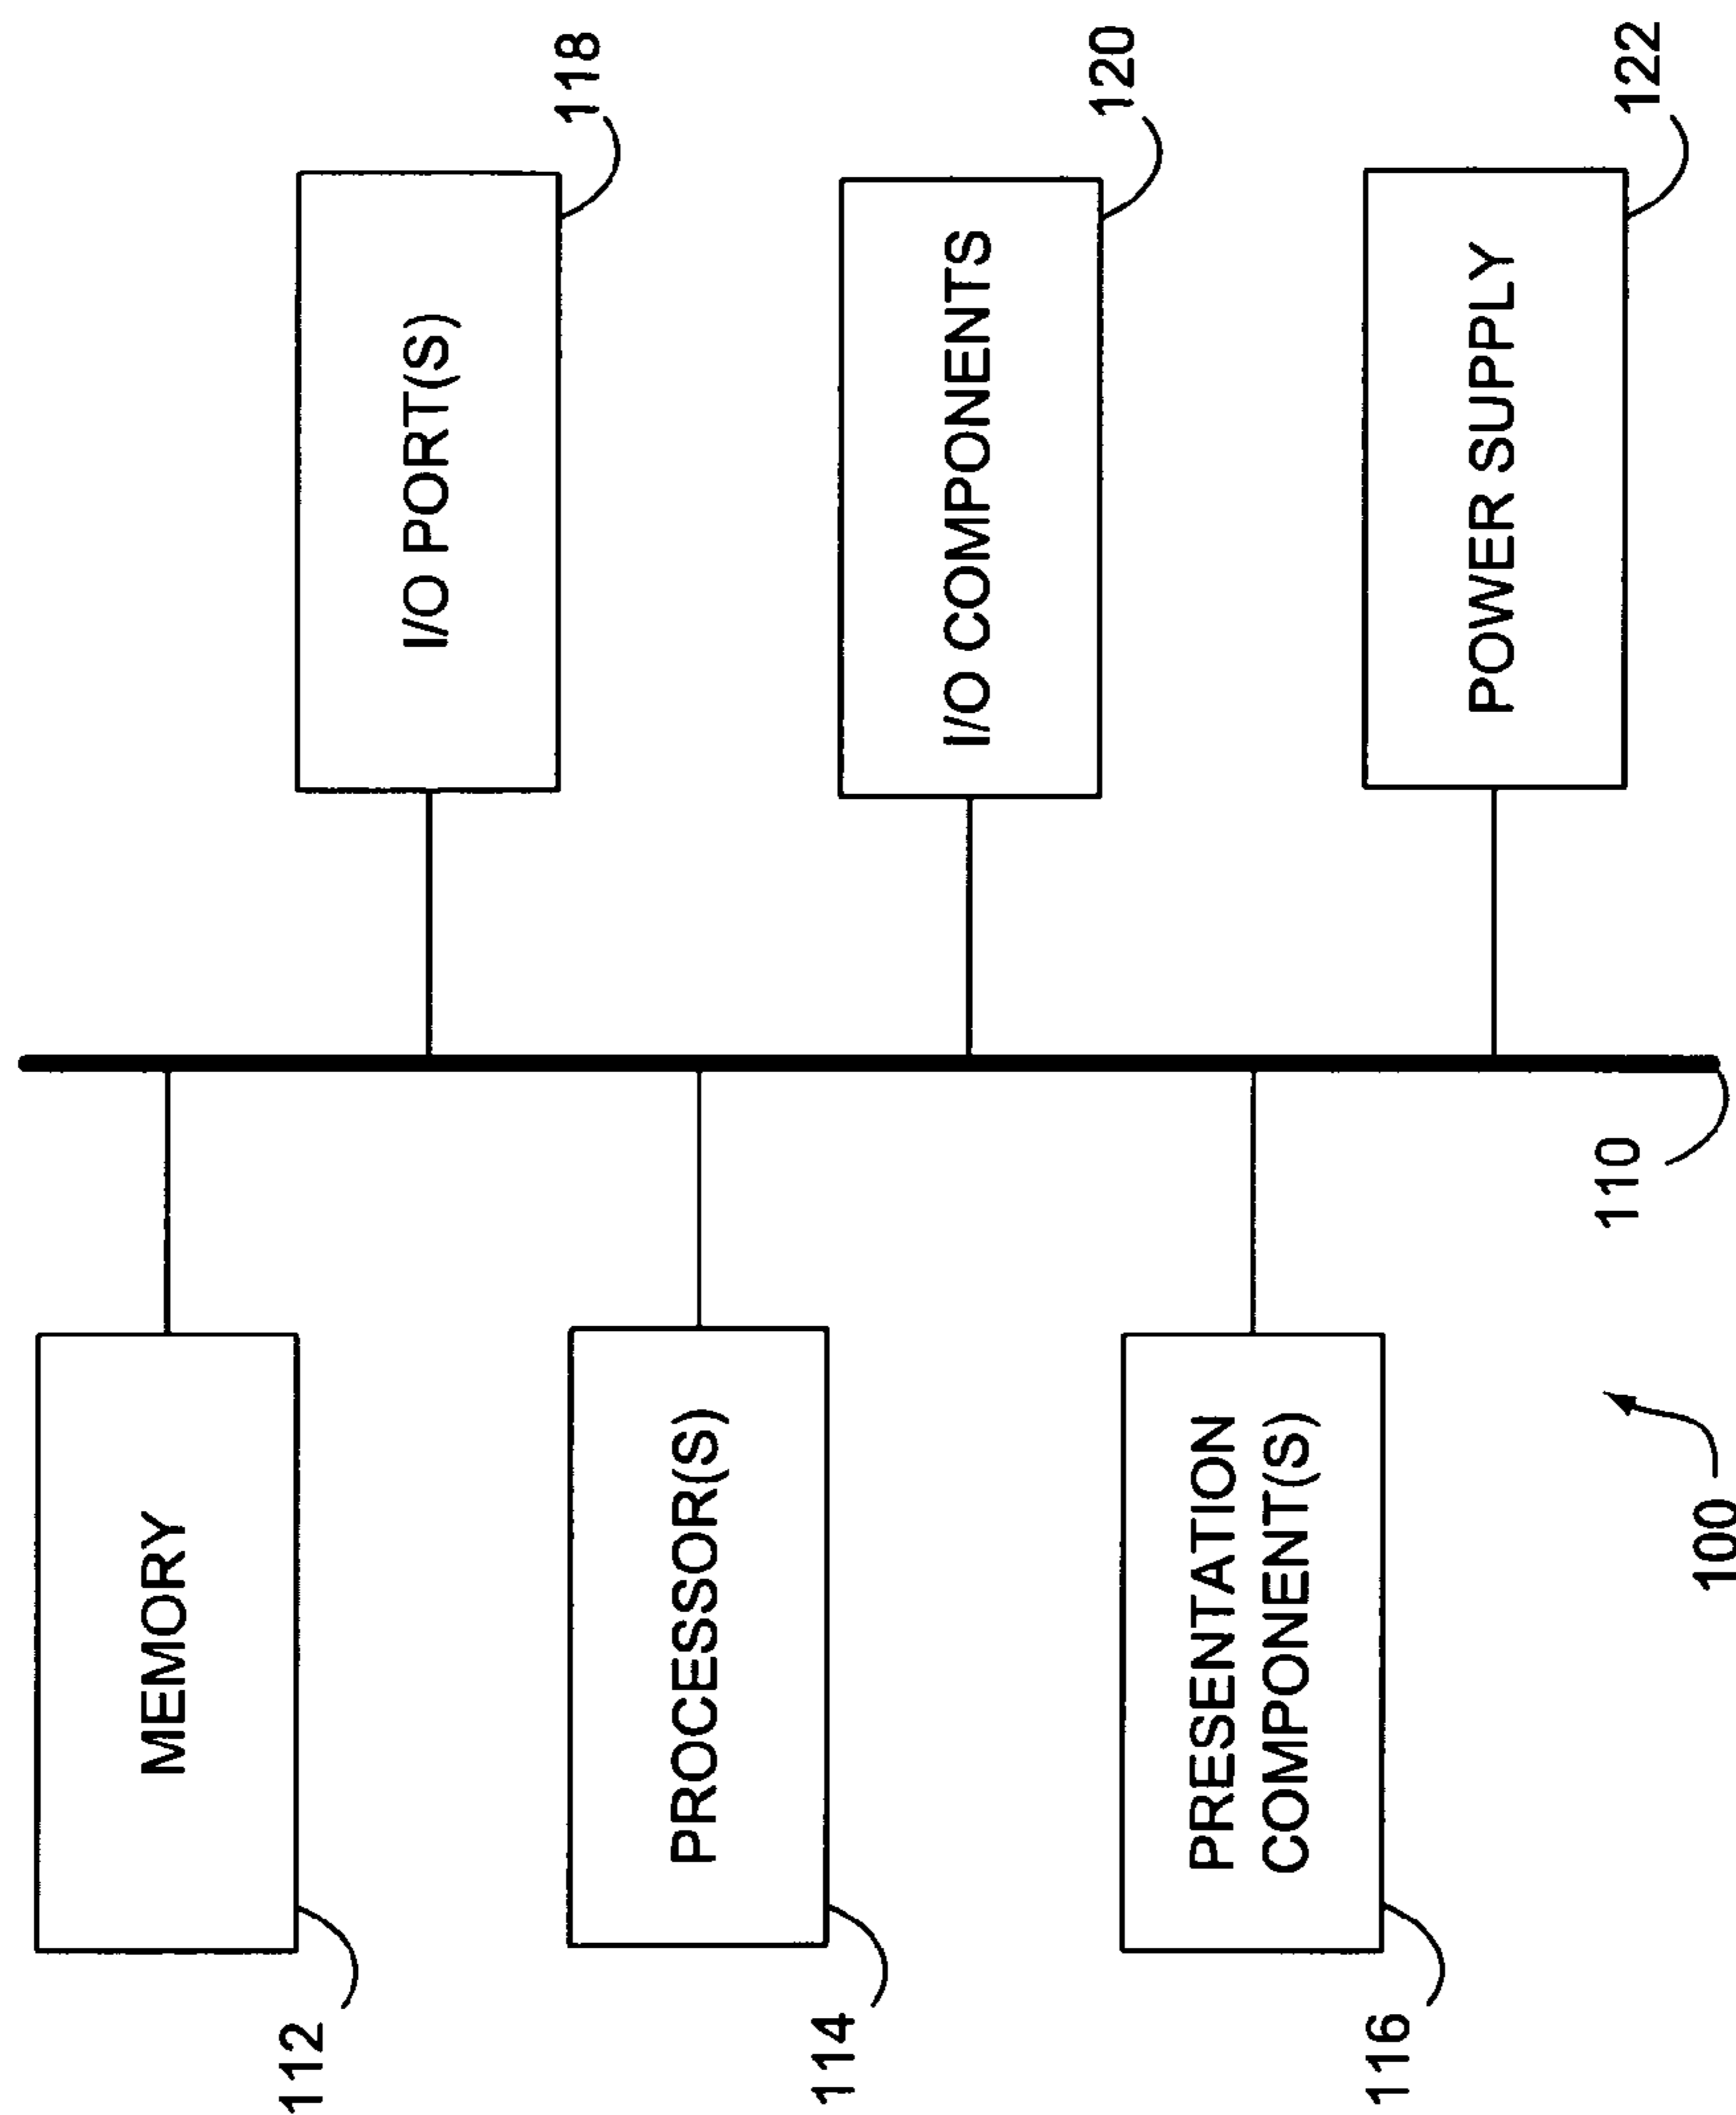 MEMORY
112
PROCESSOR(S)
114
PRESENTATION
COMPONENT(S)
116
I/O PORT(S)
118
I/O COMPONENTS
120
POWER SUPPLY
122
110
100